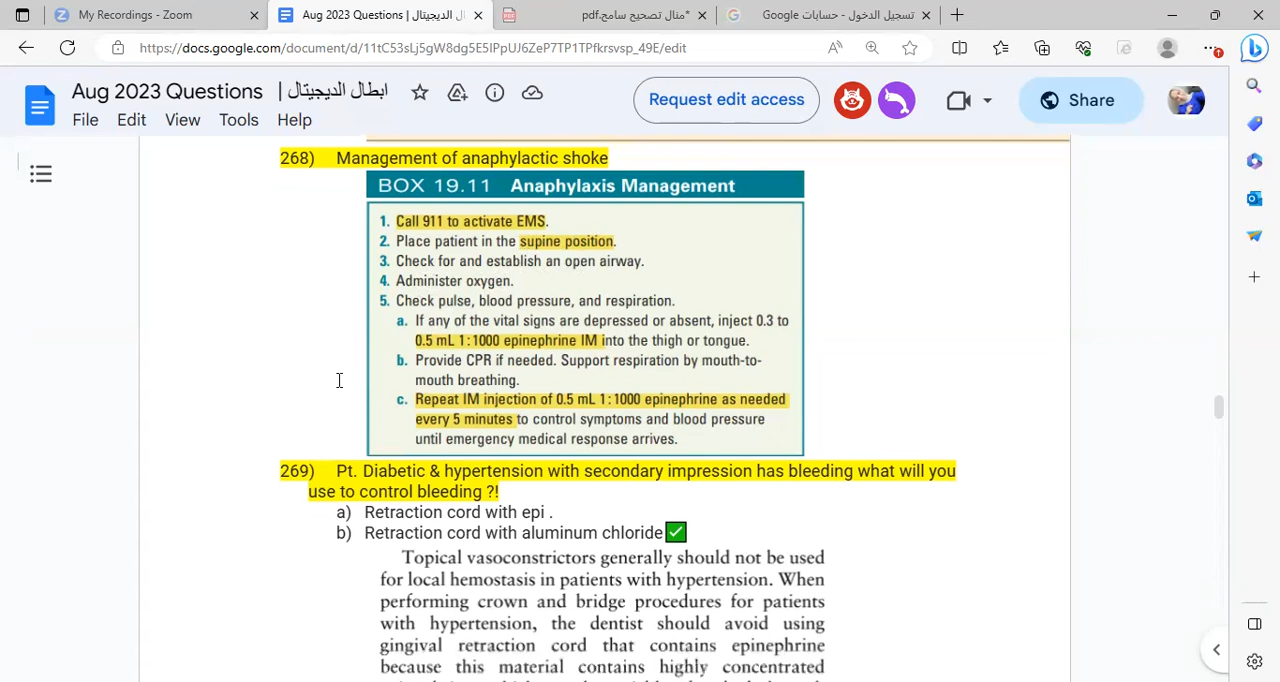 My Recordings - Zoom
Aug 2023 Questions | ابطال الديجيتال
منال تصحيح سامح.pdf*
تسجيل الدخول - حسابات Google
https://docs.google.com/document/d/11tC53sLj5gW8dg5E5IPpUJ6ZeP7TP1TPfkrsvsp_49E/edit
Aug 2023 Questions | ابطال الديجيتال
Request edit access
Share
File Edit View Tools Help
268) Management of anaphylactic shoke
BOX 19.11 Anaphylaxis Management
1. Call 911 to activate EMS.
2. Place patient in the supine position.
3. Check for and establish an open airway.
4. Administer oxygen.
5. Check pulse, blood pressure, and respiration.
a. If any of the vital signs are depressed or absent, inject 0.3 to
0.5 mL 1:1000 epinephrine IM into the thigh or tongue.
b. Provide CPR if needed. Support respiration by mouth-to-
mouth breathing.
c. Repeat IM injection of 0.5 mL 1:1000 epinephrine as needed
every 5 minutes to control symptoms and blood pressure
until emergency medical response arrives.
269) Pt. Diabetic & hypertension with secondary impression has bleeding what will you
use to control bleeding ?!
a) Retraction cord with epi .
b) Retraction cord with aluminum chloride
Topical vasoconstrictors generally should not be used
for local hemostasis in patients with hypertension. When
performing crown and bridge procedures for patients
with hypertension, the dentist should avoid using
gingival retraction cord that contains epinephrine
because this material contains highly concentrated